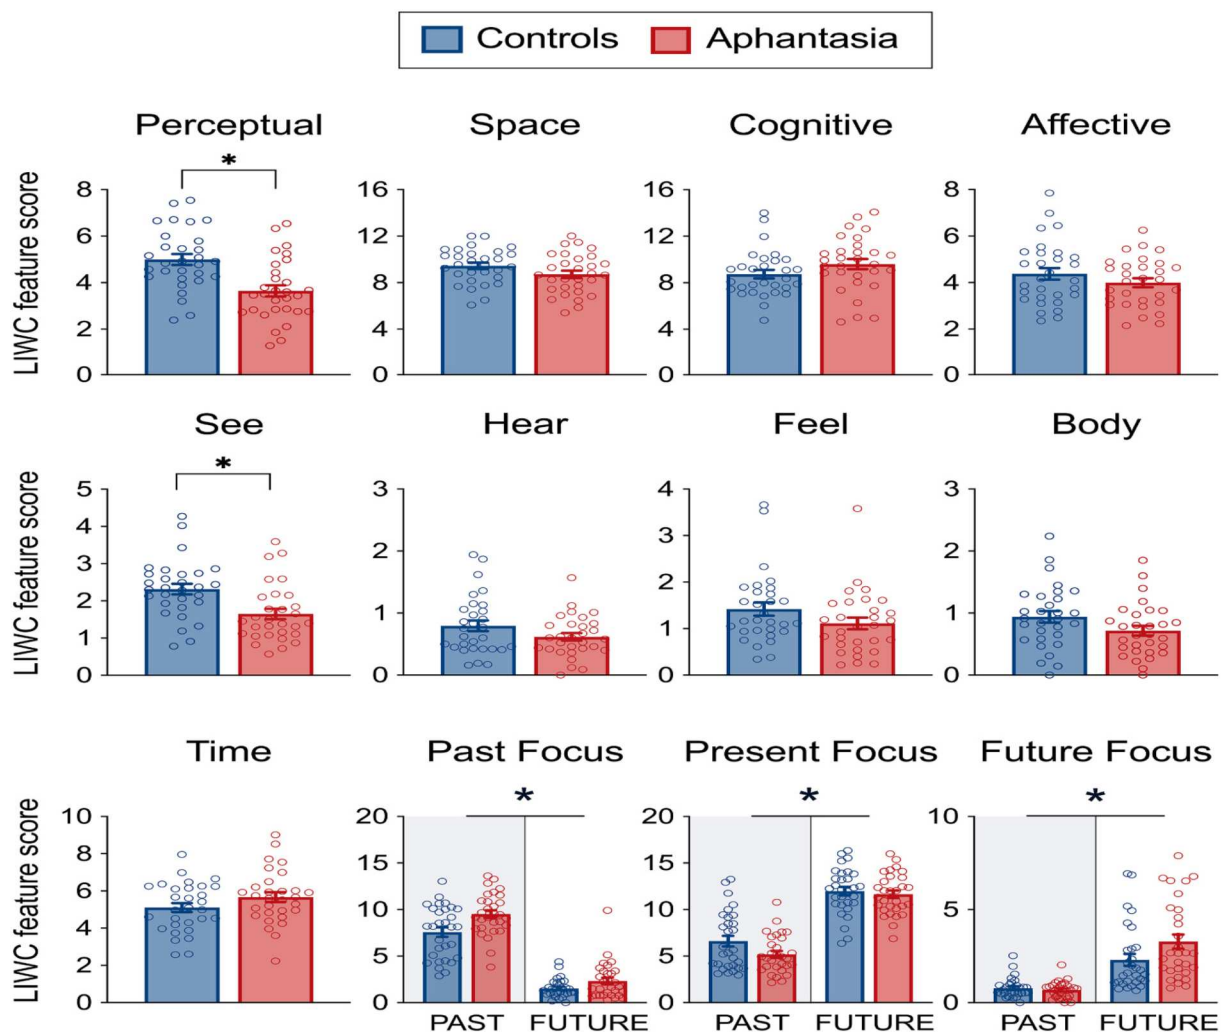 Controls Aphantasia
Perceptual Space Cognitive Affective
* 
LIWC feature score
8 6 4 2 0
16 12 8 4 0
16 12 8 4 0
8 6 4 2 0
See Hear Feel Body
*
LIWC feature score
5 4 3 2 1 0
3 2 1 0
4 3 2 1 0
3 2 1 0
Time Past Focus Present Focus Future Focus
* * *
LIWC feature score
10 8 6 4 2 0
20 15 10 5 0
20 15 10 5 0
10 5 0
PAST FUTURE PAST FUTURE PAST FUTURE